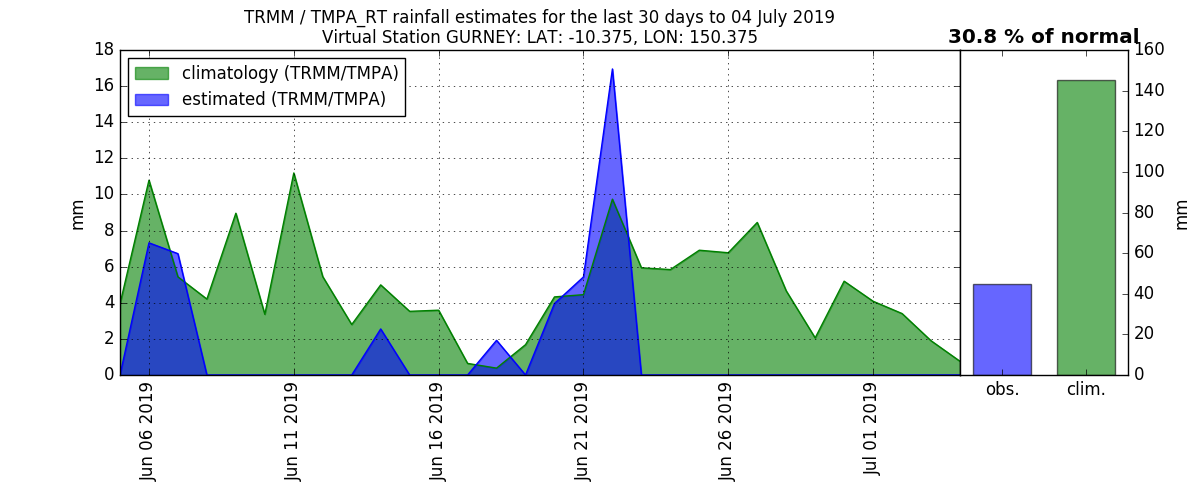 TRMM / TMPA_RT rainfall estimates for the last 30 days to 04 July 2019
Virtual Station GURNEY: LAT: -10.375, LON: 150.375
30.8 % of normal
climatology (TRMM/TMPA)
estimated (TRMM/TMPA)
mm
18
16
14
12
10
8
6
4
2
0
Jun 06 2019
Jun 11 2019
Jun 16 2019
Jun 21 2019
Jun 26 2019
Jul 01 2019
obs.
clim.
160
140
120
100
80
60
40
20
0
mm